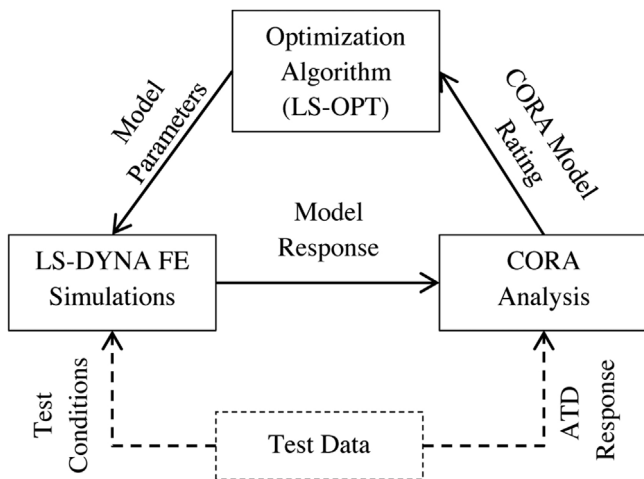 Optimization
Algorithm
(LS-OPT)
Model
Parameters
CORA Model
Rating
Model
Response
LS-DYNA FE
Simulations
CORA
Analysis
Test
Conditions
Test Data
ATD
Response